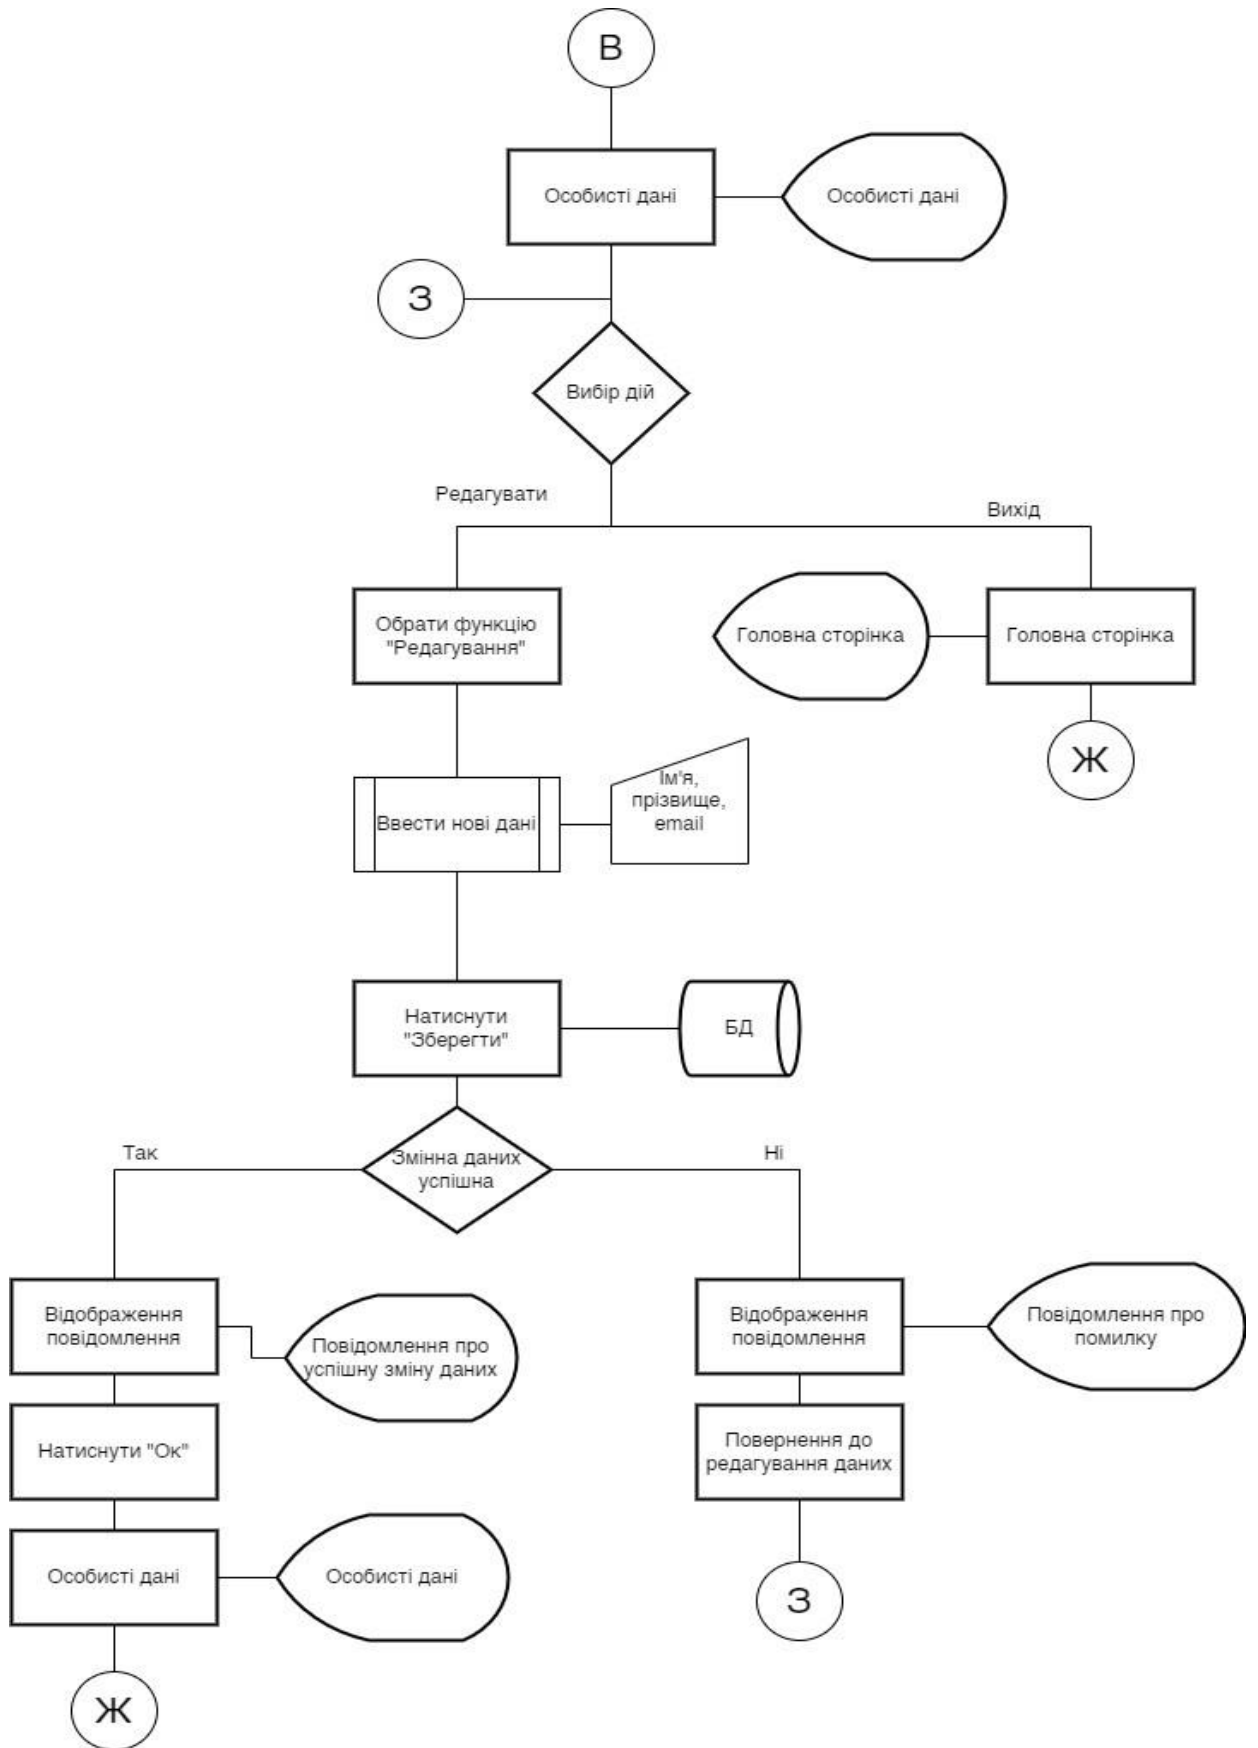 В
Особисті дані
Особисті дані
З
Вибір дій
Редагувати
Вихід
Обрати функцію
"Редагування"
Головна сторінка
Головна сторінка
Ж
Ввести нові дані
Ім'я,
прізвище,
email
Натиснути
"Зберегти"
БД
Так
Змінна даних
успішна
Ні
Відображення
повідомлення
Повідомлення про
успішну зміну даних
Відображення
повідомлення
Повідомлення про
помилку
Натиснути "Ок"
Повернення до
редагування даних
Особисті дані
Особисті дані
З
Ж